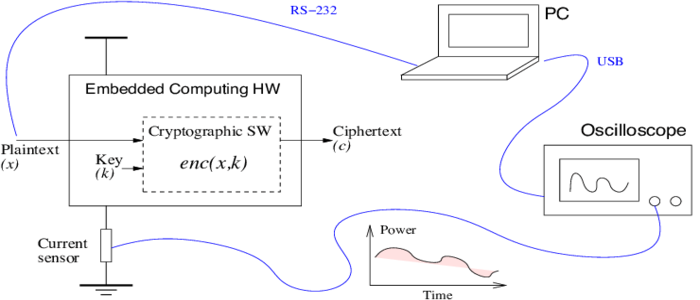 RS−232
PC
USB
Embedded Computing HW
Oscilloscope
Cryptographic SW
Plaintext
(x)
Key
(k)
enc(x,k)
Ciphertext
(c)
Current
sensor
Power
Time